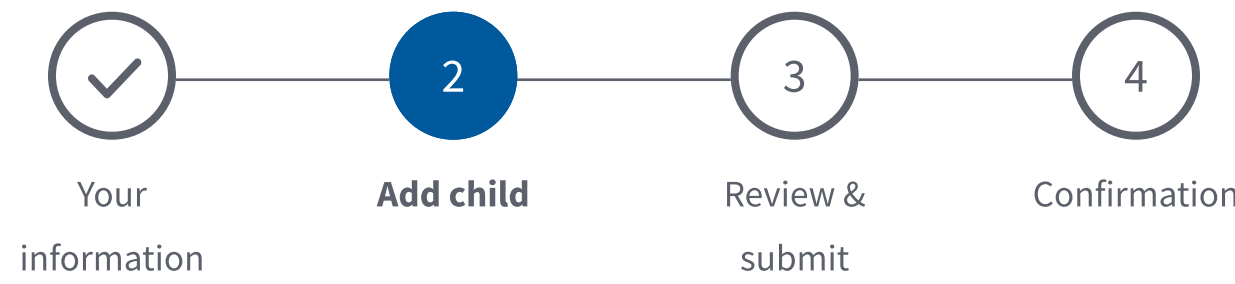 2
3
4
Your
information
Add child
Review &
submit
Confirmation